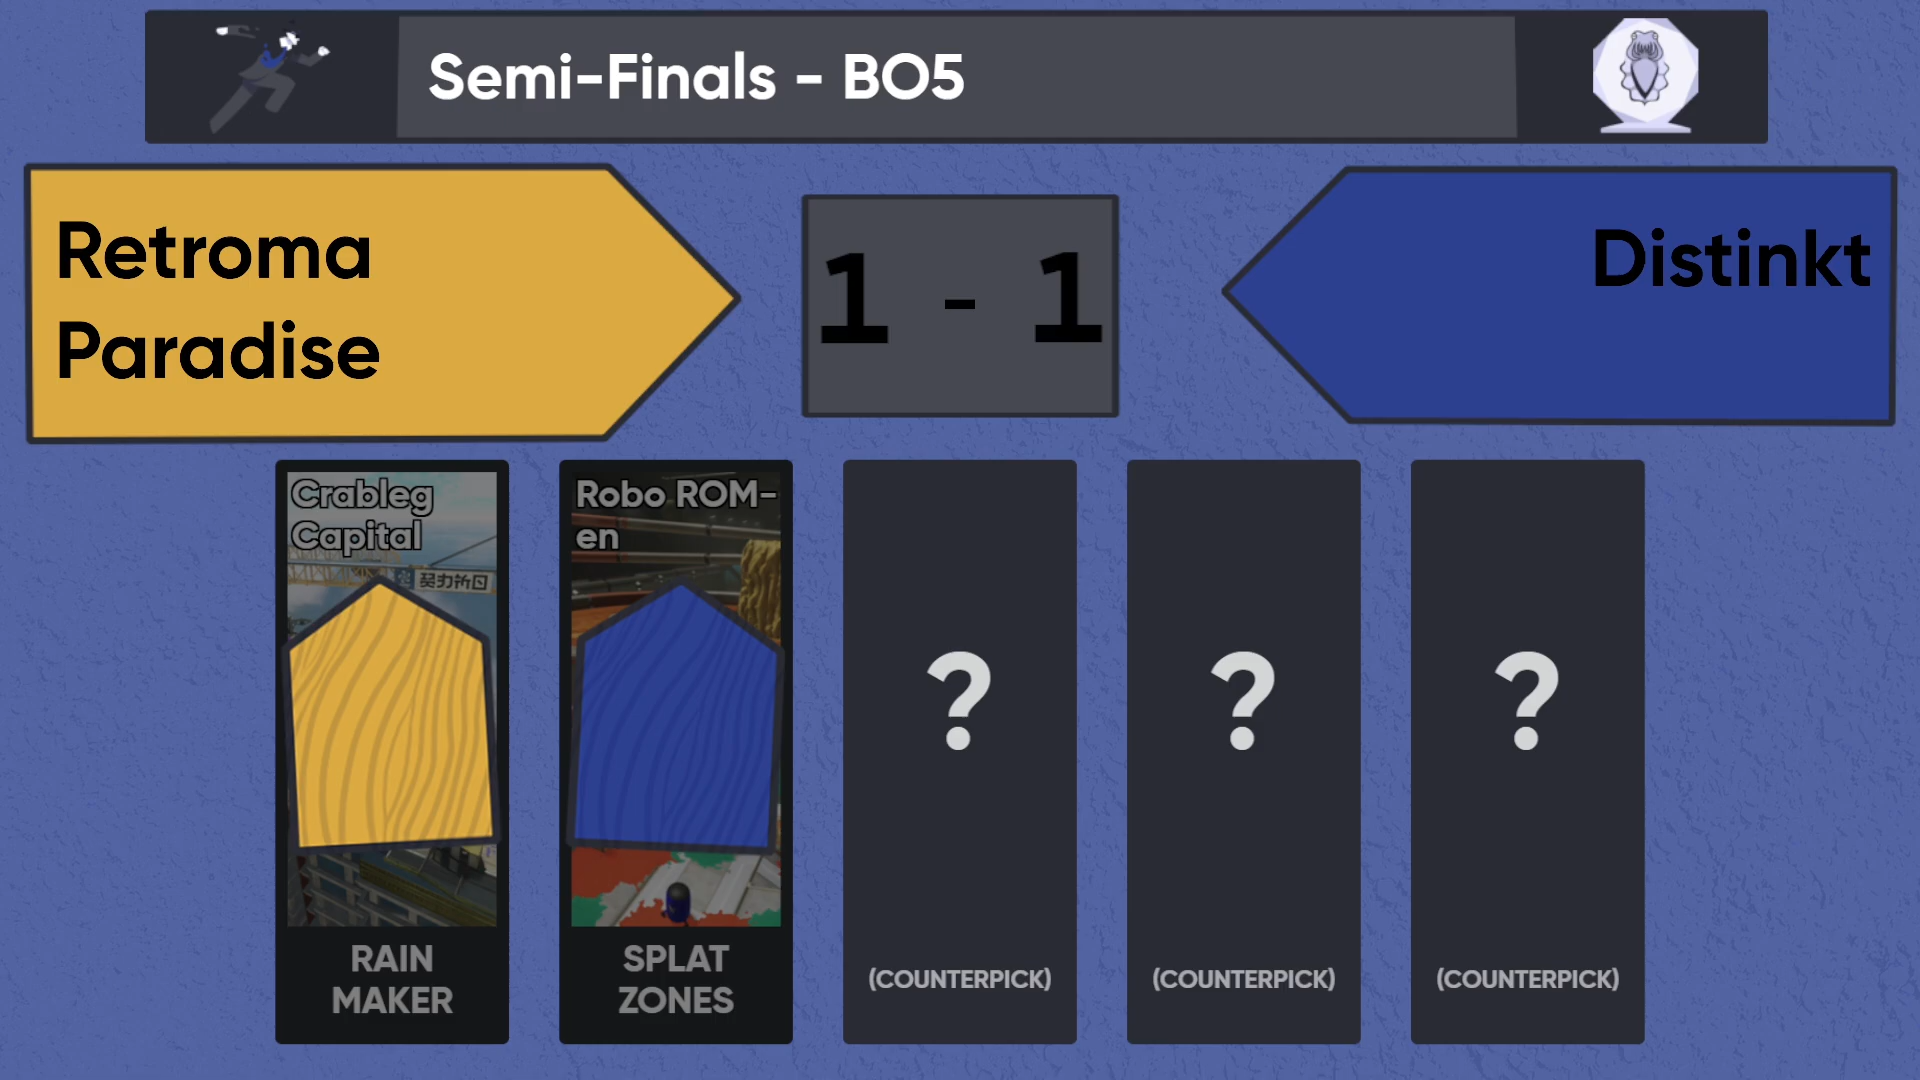 Semi-Finals - BO5
Retroma
Paradise
1 - 1
Distinkt
Crableg
Capital
Robo ROM-
en
?
?
?
RAIN
MAKER
SPLAT
ZONES
(COUNTERPICK)
(COUNTERPICK)
(COUNTERPICK)